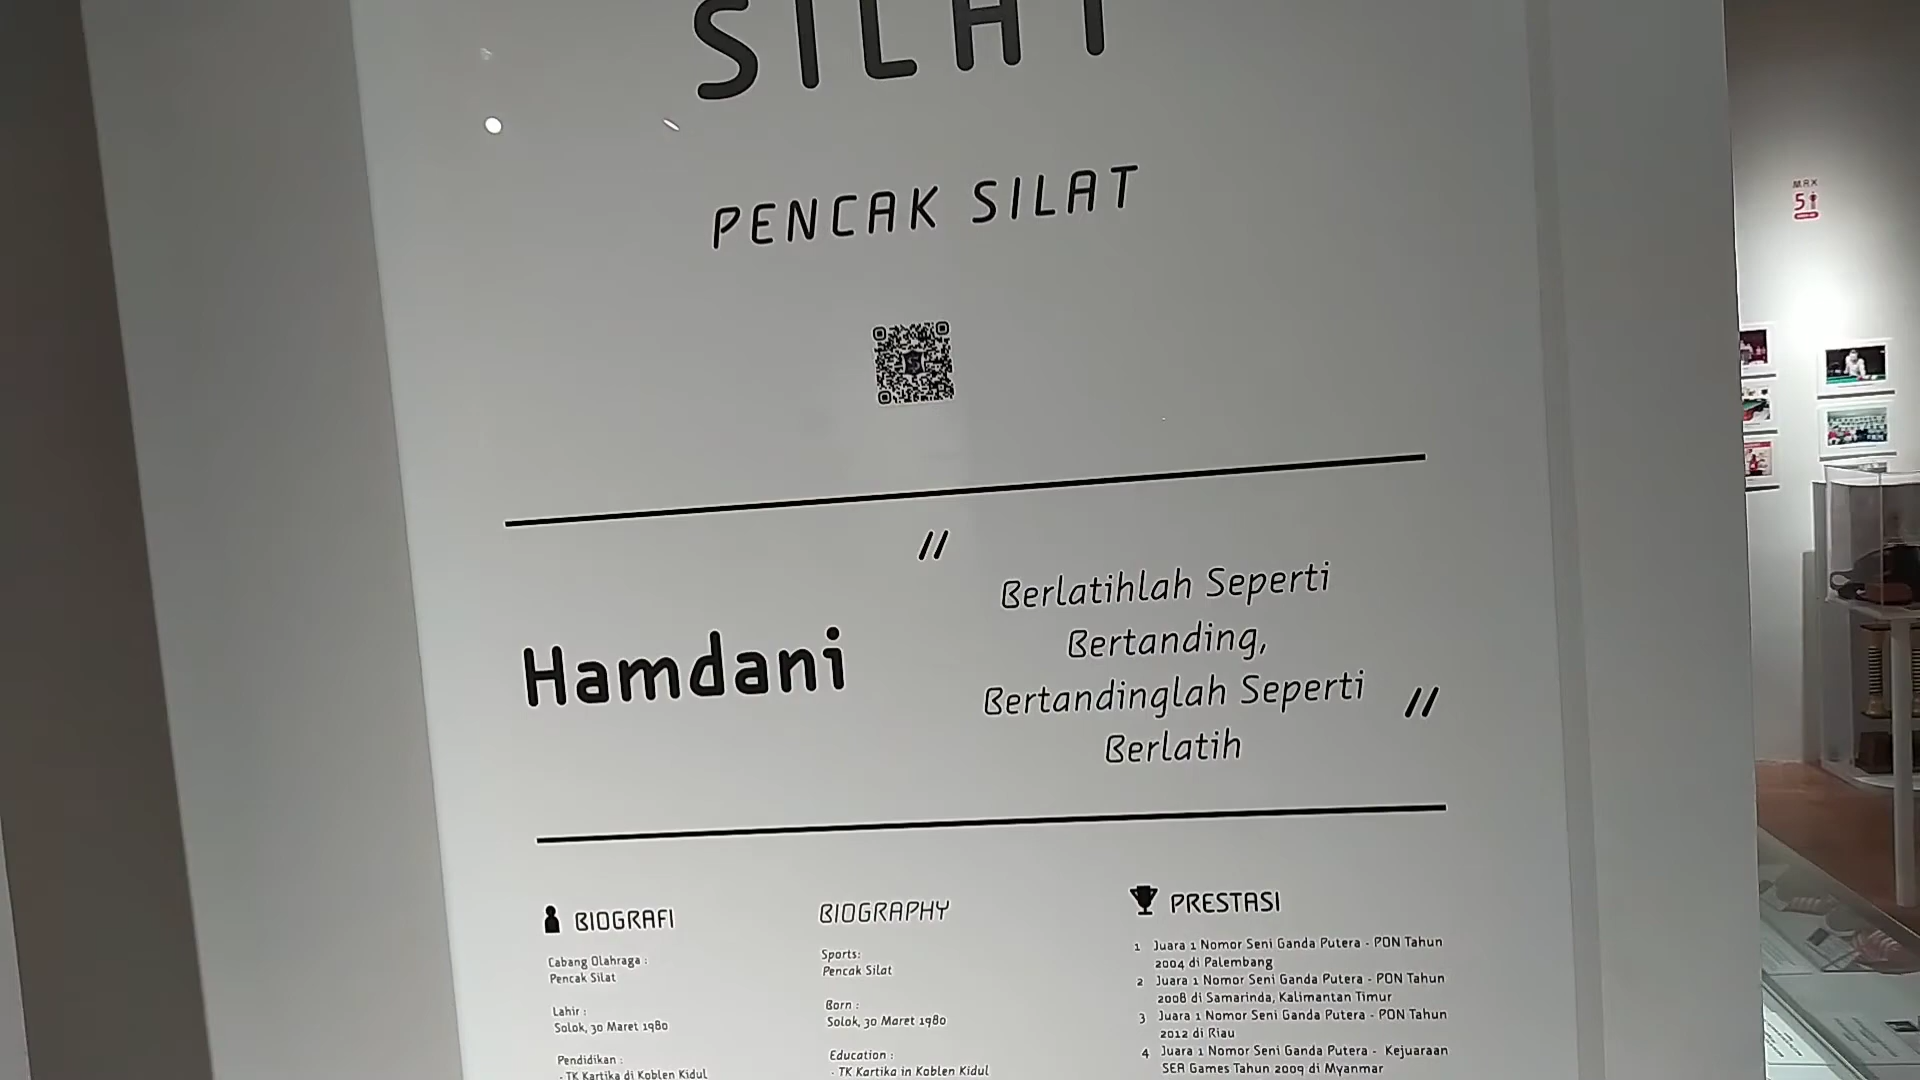 SILAT
PENCAK SILAT
MAX
5
"
Berlatihlah Seperti
Bertanding,
Bertandinglah Seperti
Berlatih
"
Hamdani
BIOGRAFI
Cabang Olahraga :
Pencak Silat
Lahir :
Solok, 30 Maret 1980
Pendidikan :
- TK Kartika di Koblen Kidul
BIOGRAPHY
Sports:
Pencak Silat
Born :
Solok, 30 Maret 1980
Education :
- TK Kartika in Koblen Kidul
PRESTASI
1 Juara 1 Nomor Seni Ganda Putera - PON Tahun
2004 di Palembang
2 Juara 1 Nomor Seni Ganda Putera - PON Tahun
2008 di Samarinda, Kalimantan Timur
3 Juara 1 Nomor Seni Ganda Putera - PON Tahun
2012 di Riau
4 Juara 1 Nomor Seni Ganda Putera - Kejuaraan
SEA Games Tahun 2009 di Myanmar